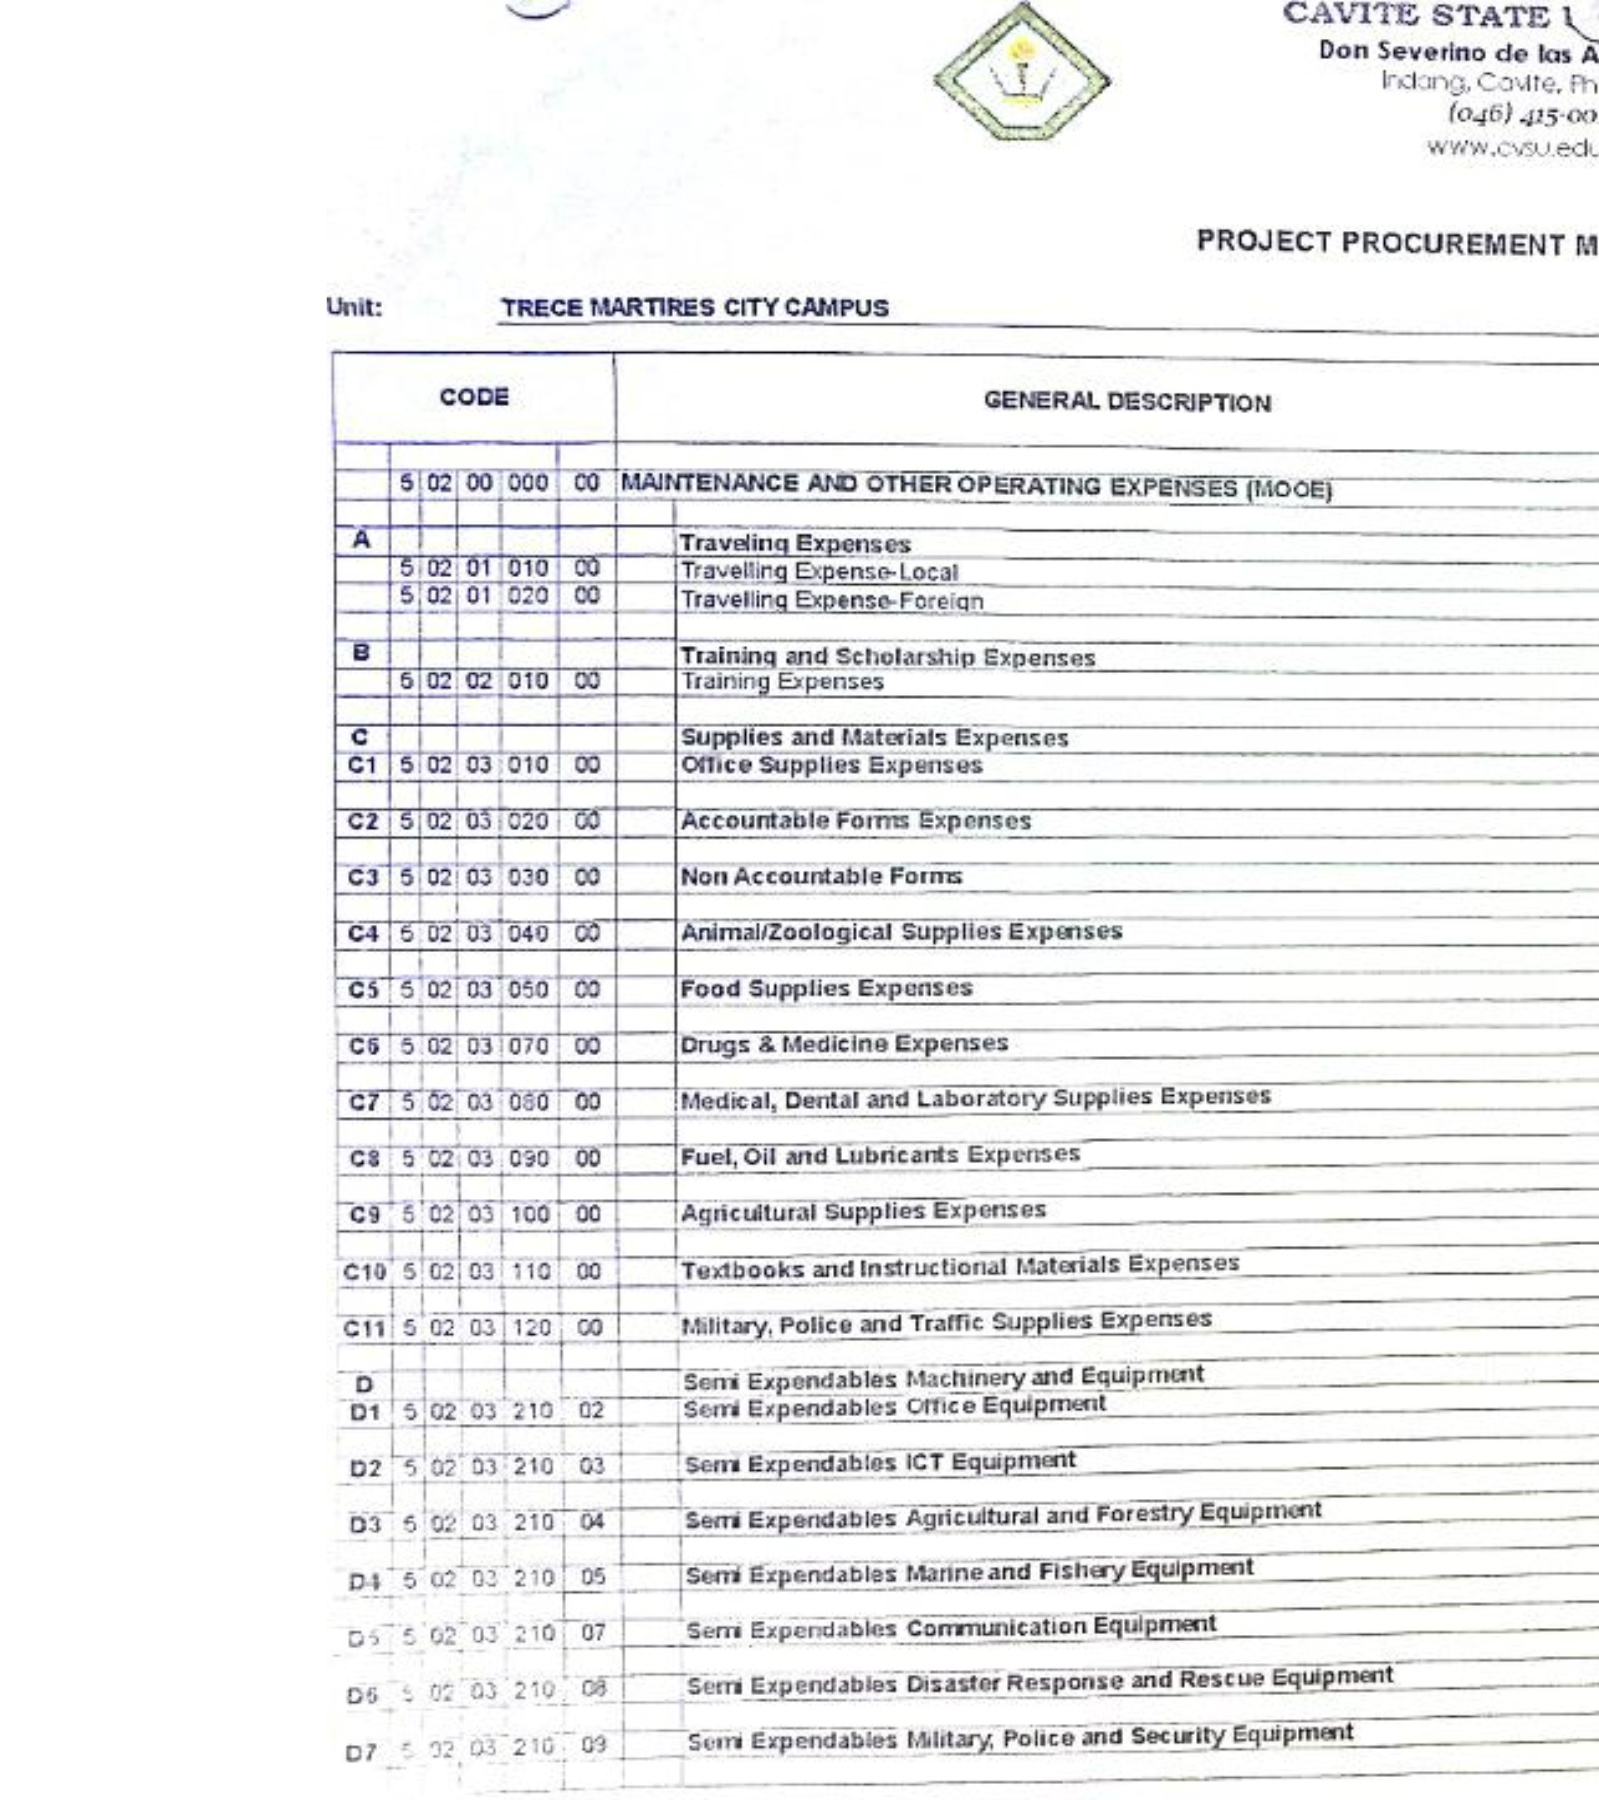 CAVITE STATE
Don Severino de las A
Indang, Cavite, Ph
(046) 415-00
www.cvsu.edu
PROJECT PROCUREMENT M
Unit: TRECE MARTIRES CITY CAMPUS
CODE GENERAL DESCRIPTION
5 02 00 000 00 MAINTENANCE AND OTHER OPERATING EXPENSES (MOOE)
A Traveling Expenses
5 02 01 010 00 Travelling Expense-Local
5 02 01 020 00 Travelling Expense-Foreign
B Training and Scholarship Expenses
5 02 02 010 00 Training Expenses
C Supplies and Materials Expenses
C1 5 02 03 010 00 Office Supplies Expenses
C2 5 02 03 020 00 Accountable Forms Expenses
C3 5 02 03 030 00 Non Accountable Forms
C4 5 02 03 040 00 Animal/Zoological Supplies Expenses
C5 5 02 03 050 00 Food Supplies Expenses
C6 5 02 03 070 00 Drugs & Medicine Expenses
C7 5 02 03 080 00 Medical, Dental and Laboratory Supplies Expenses
C8 5 02 03 090 00 Fuel, Oil and Lubricants Expenses
C9 5 02 03 100 00 Agricultural Supplies Expenses
C10 5 02 03 110 00 Textbooks and Instructional Materials Expenses
C11 5 02 03 120 00 Military, Police and Traffic Supplies Expenses
D Semi Expendables Machinery and Equipment
D1 5 02 03 210 02 Semi Expendables Office Equipment
D2 5 02 03 210 03 Semi Expendables ICT Equipment
D3 5 02 03 210 04 Semi Expendables Agricultural and Forestry Equipment
D4 5 02 03 210 05 Semi Expendables Marine and Fishery Equipment
D5 5 02 03 210 07 Semi Expendables Communication Equipment
D6 5 02 03 210 08 Semi Expendables Disaster Response and Rescue Equipment
D7 5 02 03 210 09 Semi Expendables Military, Police and Security Equipment